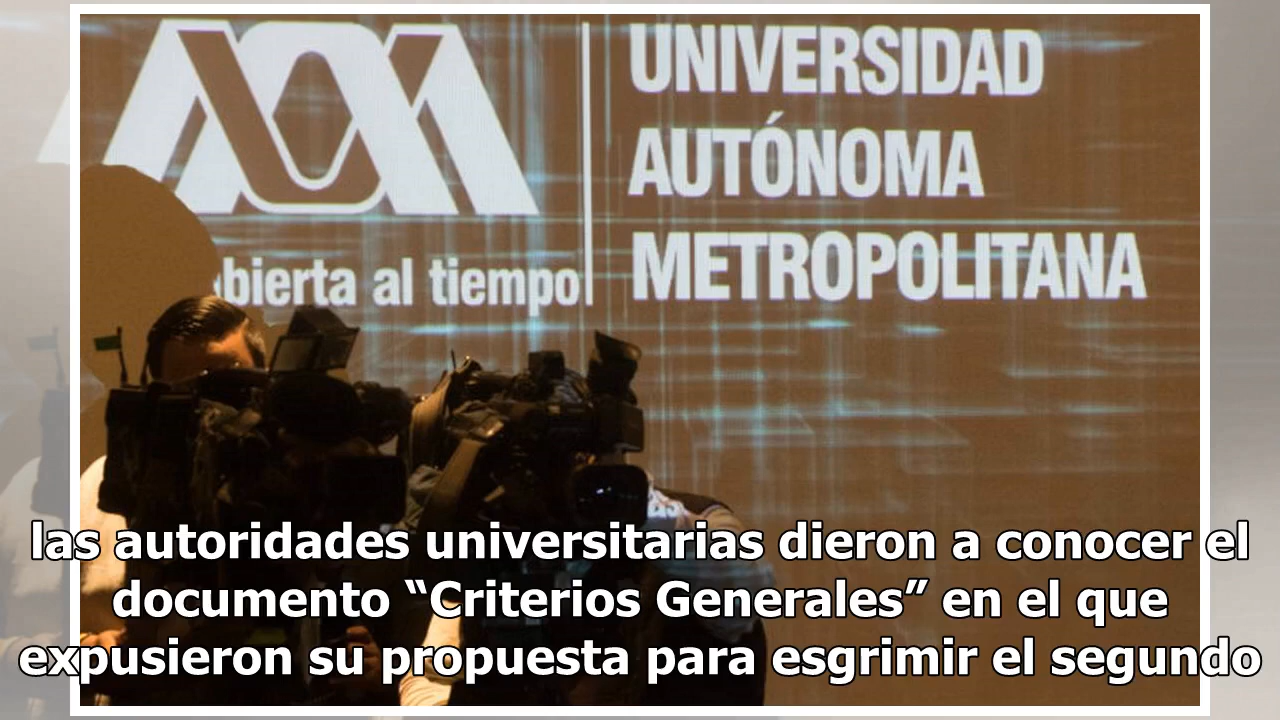 UNIVERSIDAD
AUTÓNOMA
METROPOLITANA
bierta al tiempo
las autoridades universitarias dieron a conocer el
documento “Criterios Generales” en el que
expusieron su propuesta para esgrimir el segundo